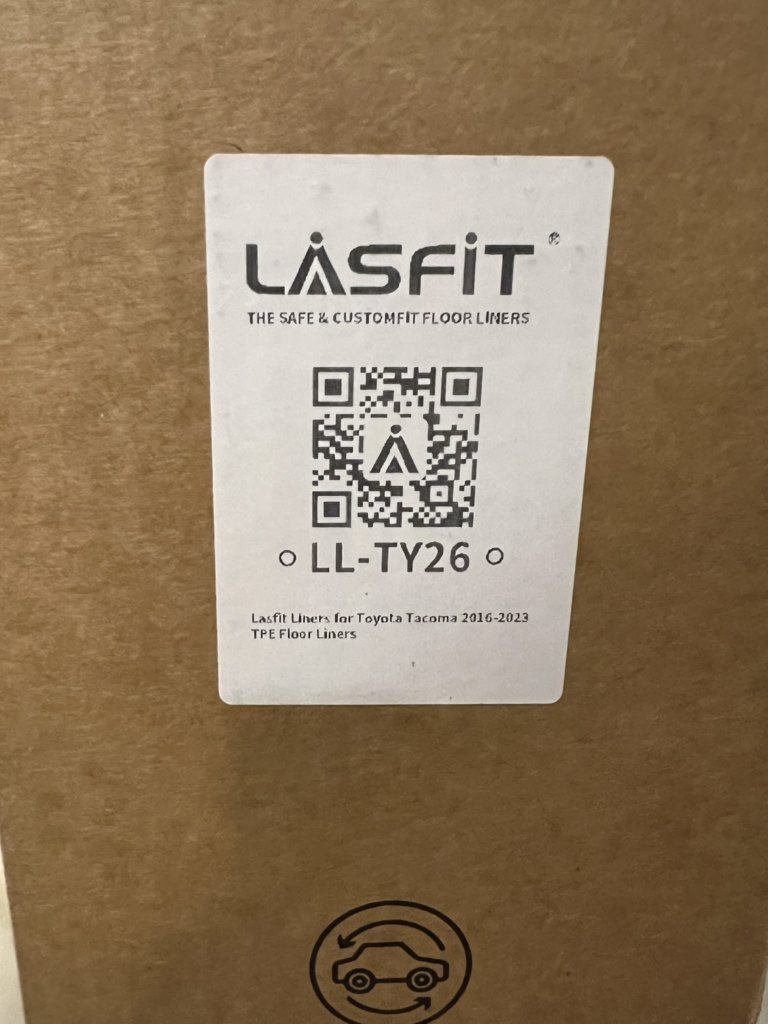 LASFIT ®
THE SAFE & CUSTOMFIT FLOOR LINERS
LL-TY26
Lasfit Liners for Toyota Tacoma 2016-2023
TPE Floor Liners